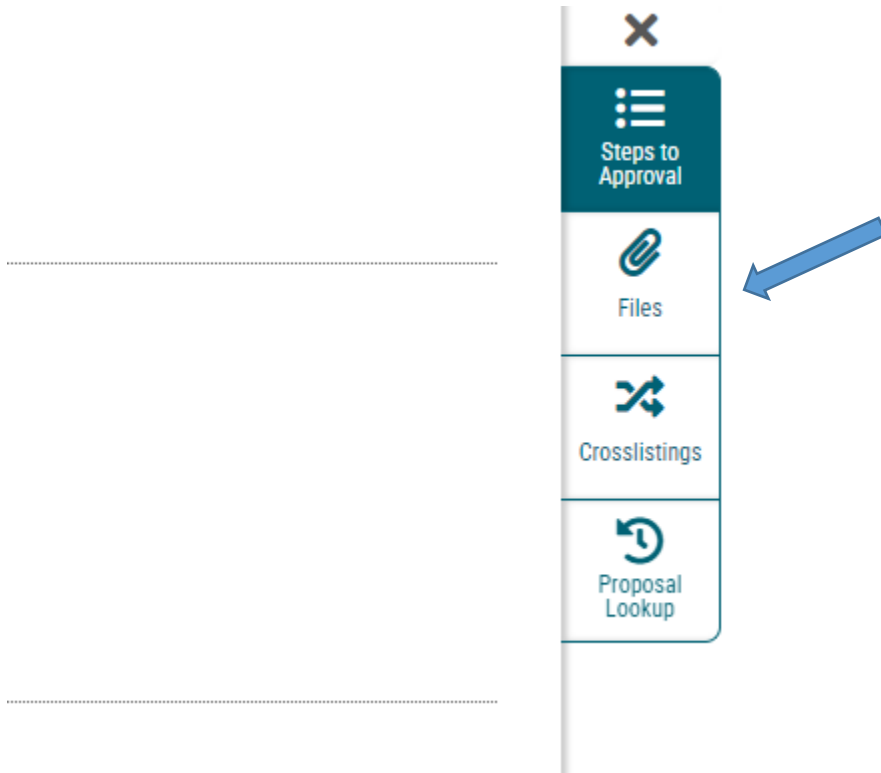 Steps to
Approval
Files
Crosslistings
Proposal
Lookup